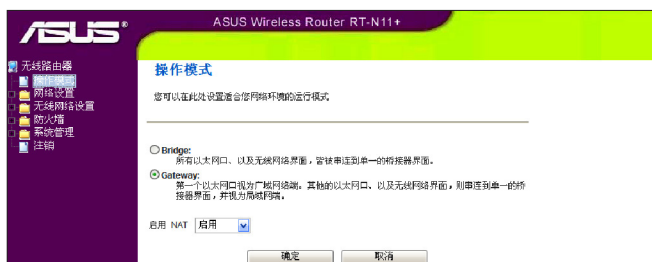 ASUS®
ASUS Wireless Router RT-N11+
无线路由器
操作模式
网络设置
无线网络设置
防火墙
系统管理
注销
操作模式
您可以在此处设置适合您网络环境的运行模式
Bridge:
所有以太网口、以及无线网络界面，皆被串连到单一的桥接器界面。
Gateway:
第一个以太网口视为广域网络端。其他的以太网口、以及无线网络界面，则串连到单一的桥
接器界面，并视为局域网端。
启用 NAT 启用
确定 取消